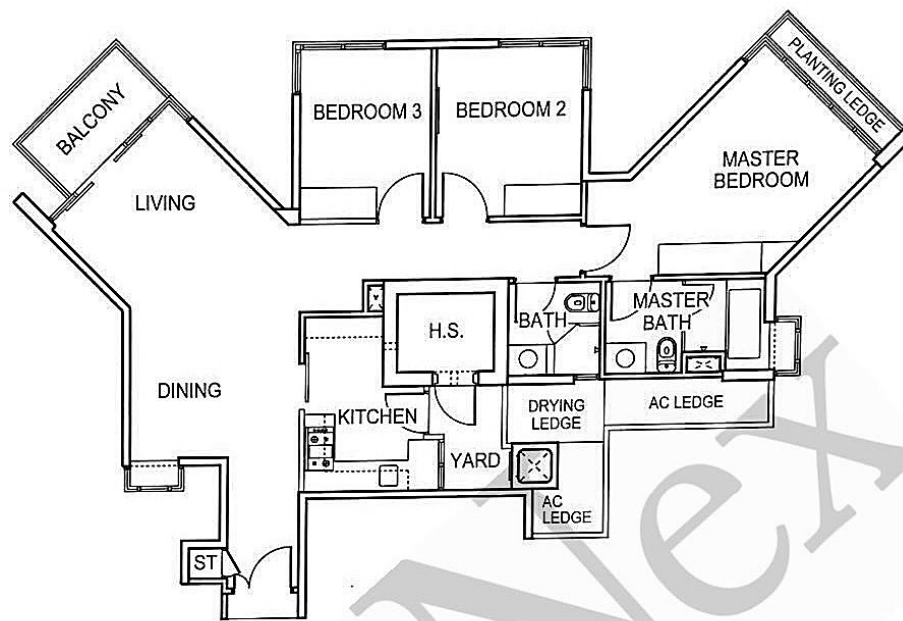 BALCONY
LIVING
BEDROOM 3
BEDROOM 2
PLANTING LEDGE
MASTER
BEDROOM
H.S.
BATH
MASTER
BATH
DINING
KITCHEN
YARD
DRYING
LEDGE
AC LEDGE
AC
LEDGE
ST
Nex